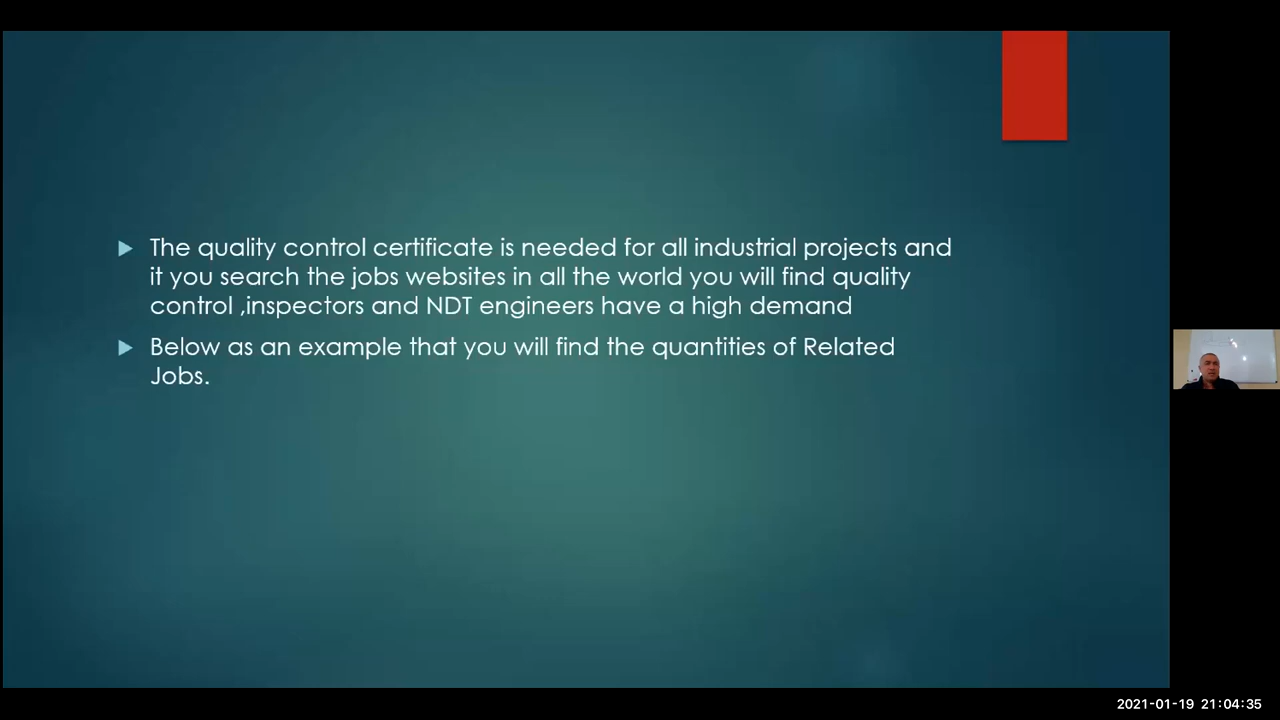 The quality control certificate is needed for all industrial projects and
it you search the jobs websites in all the world you will find quality
control ,inspectors and NDT engineers have a high demand
Below as an example that you will find the quantities of Related
Jobs.
2021-01-19 21:04:35